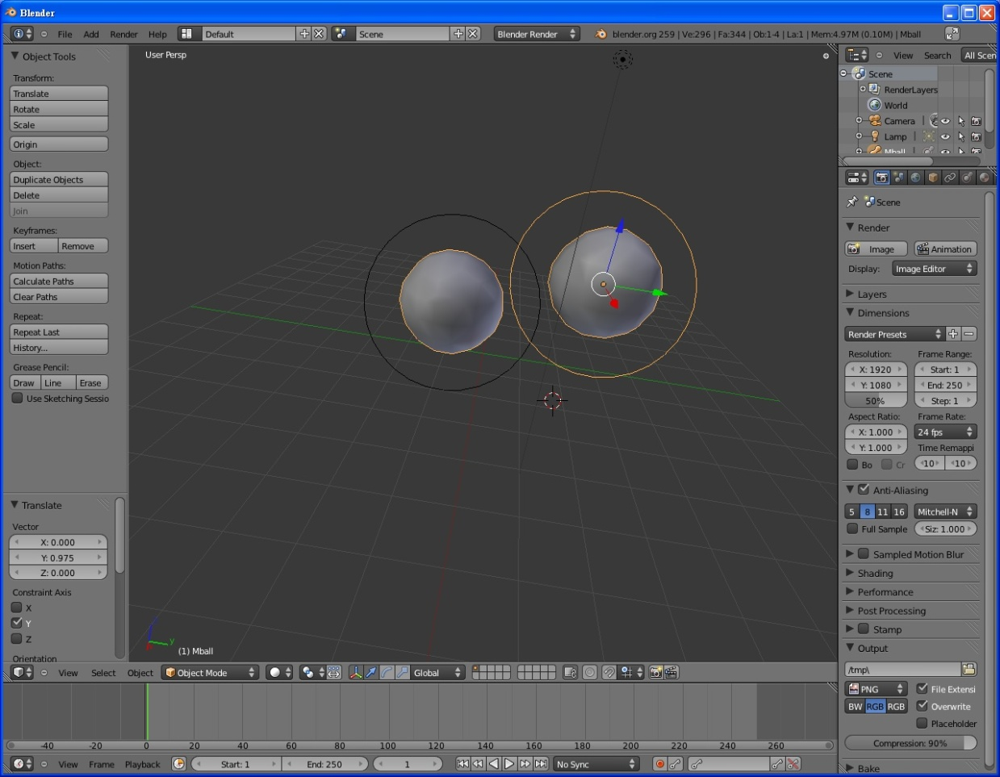 Blender
File Add Render Help Default Scene Blender Render blender.org 259 | Ve:296 | Fa:344 | Ob:1-4 | La:1 | Mem:4.97M (0.10M) | Mball
Object Tools
Transform:
Translate
Rotate
Scale
Origin
Object:
Duplicate Objects
Delete
Join
Keyframes:
Insert Remove
Motion Paths:
Calculate Paths
Clear Paths
Repeat:
Repeat Last
History...
Grease Pencil:
Draw Line Erase
Use Sketching Sessio
Translate
Vector
X: 0.000
Y: 0.975
Z: 0.000
Constraint Axis
X
Y
Z
Orientation
User Persp
y
(1) Mball
View Select Object Object Mode Global
-40 -20 0 20 40 60 80 100 120 140 160 180 200 220 240 260
View Frame Playback Start: 1 End: 250 1 No Sync
View Search All Scen
Scene
RenderLayers
World
Camera
Lamp
Mball
Scene
Render
Image Animation
Display: Image Editor
Layers
Dimensions
Render Presets
Resolution: Frame Range:
X: 1920 Start: 1
Y: 1080 End: 250
50% Step: 1
Aspect Ratio: Frame Rate:
X: 1.000 24 fps
Y: 1.000 Time Remappi
Bo Cr 10 10
Anti-Aliasing
5 8 11 16 Mitchell-N
Full Sample Siz: 1.000
Sampled Motion Blur
Shading
Performance
Post Processing
Stamp
Output
/tmp\
PNG File Extensi
BW RGB RGB Overwrite
Placeholder
Compression: 90%
Bake